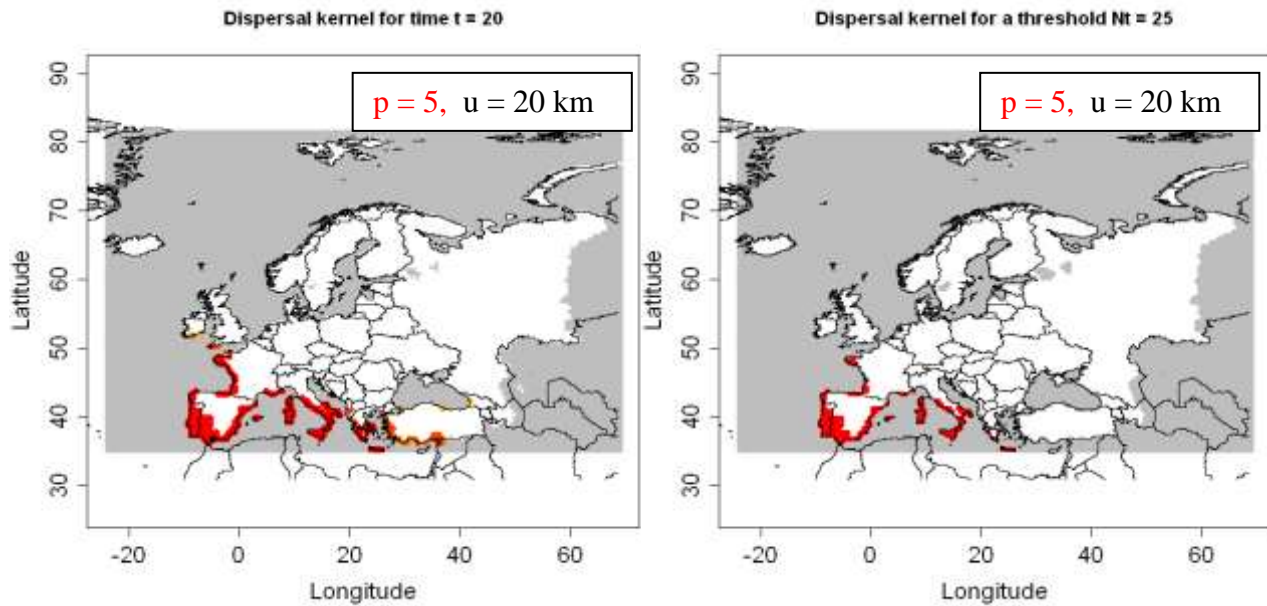 Dispersal kernel for time t = 20
p = 5, u = 20 km
Latitude
90
80
70
60
50
40
30
-20 0 20 40 60
Longitude
Dispersal kernel for a threshold Nt = 25
p = 5, u = 20 km
Latitude
90
80
70
60
50
40
30
-20 0 20 40 60
Longitude